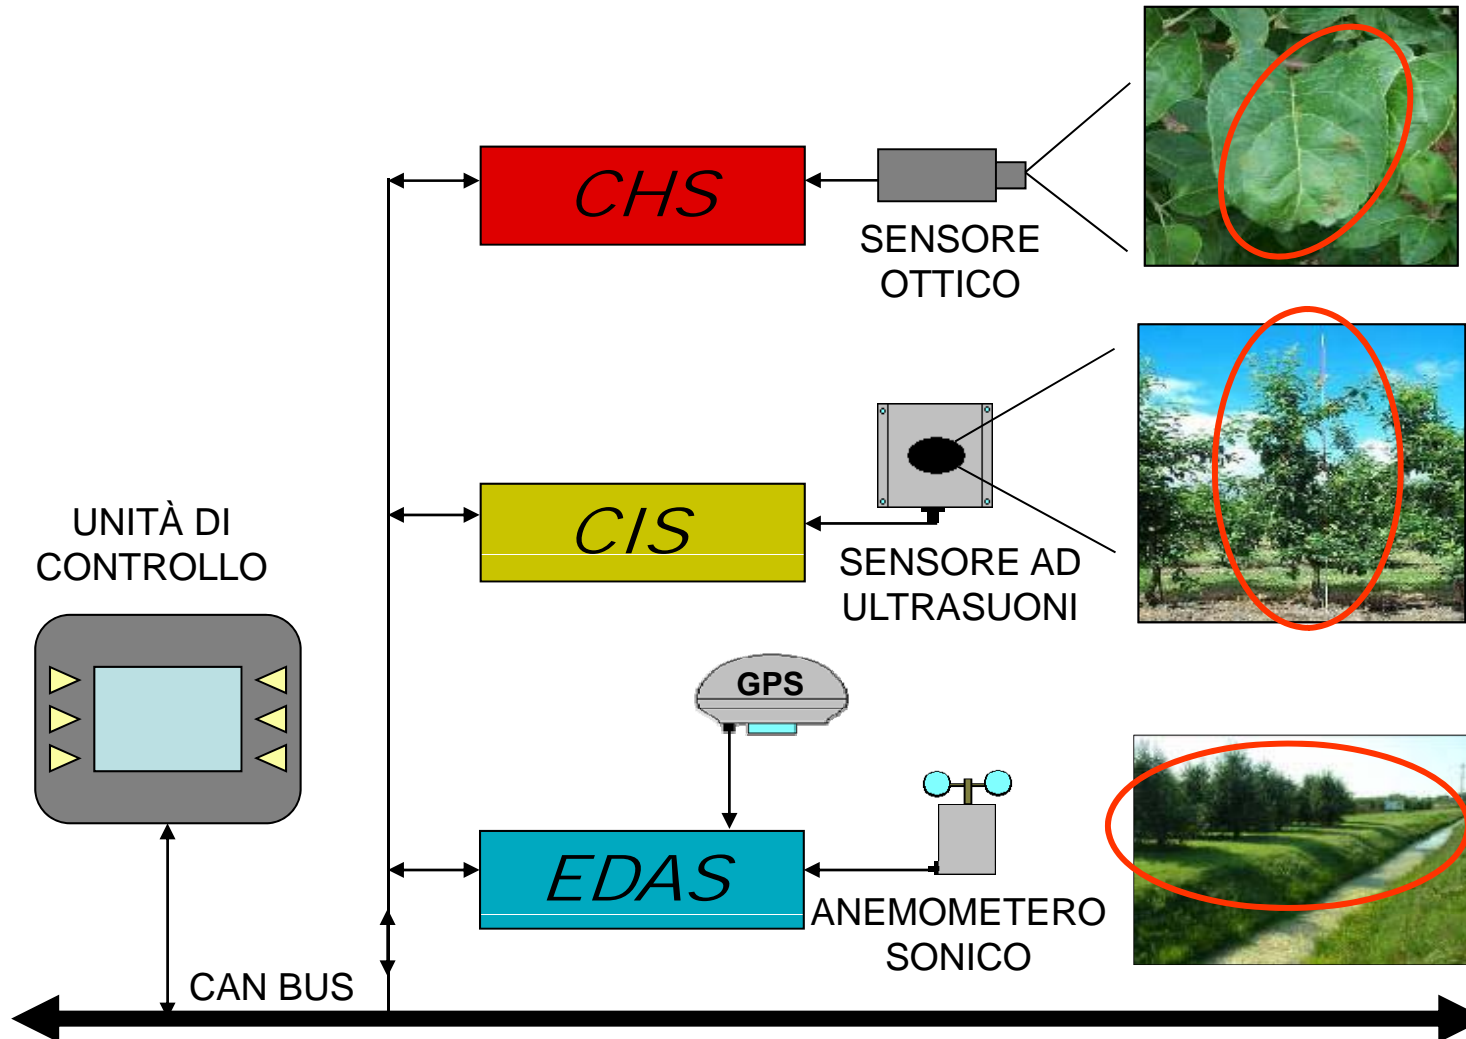 CHS
SENSORE
OTTICO
CIS
SENSORE AD
ULTRASUONI
UNITÀ DI
CONTROLLO
GPS
EDAS
ANEMOMETERO
SONICO
CAN BUS